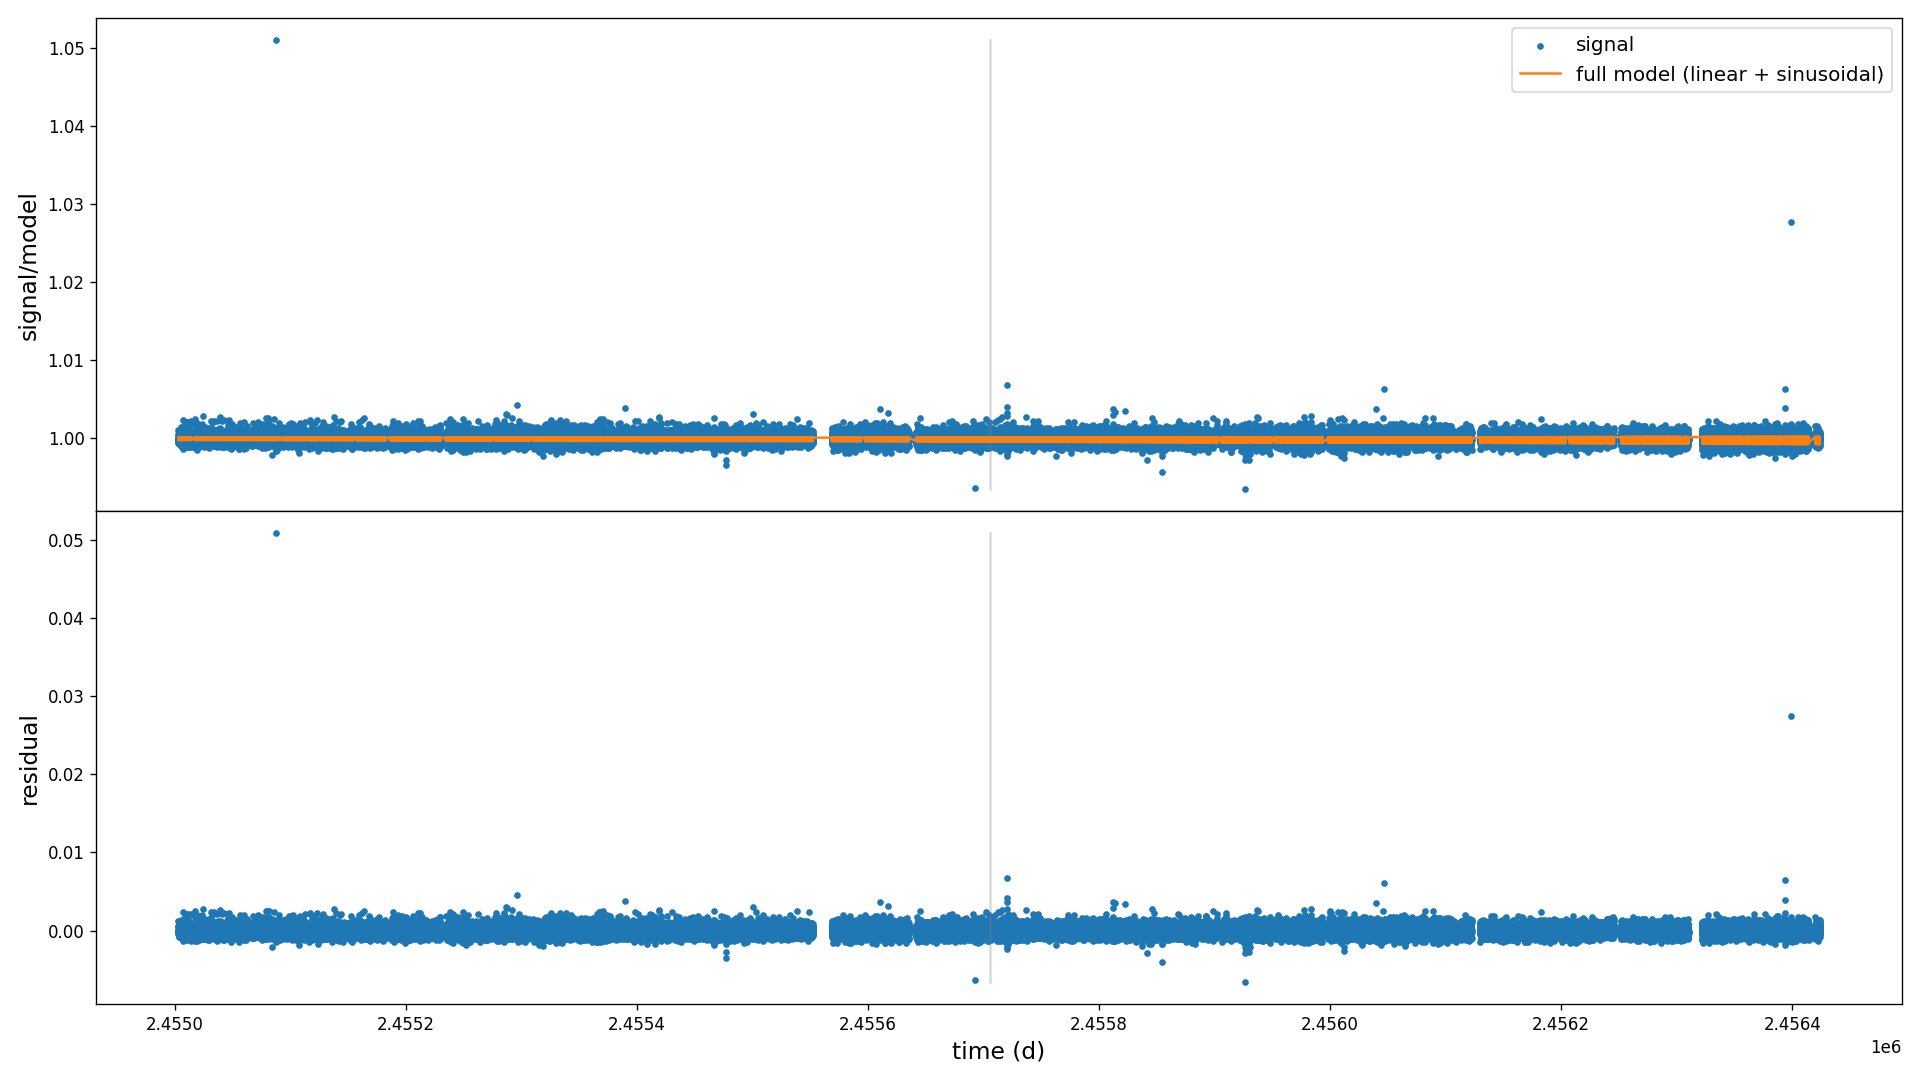 signal/model
1.05
1.04
1.03
1.02
1.01
1.00
signal
full model (linear + sinusoidal)
residual
0.05
0.04
0.03
0.02
0.01
0.00
2.4550 2.4552 2.4554 2.4556 2.4558 2.4560 2.4562 2.4564
time (d)
1e6